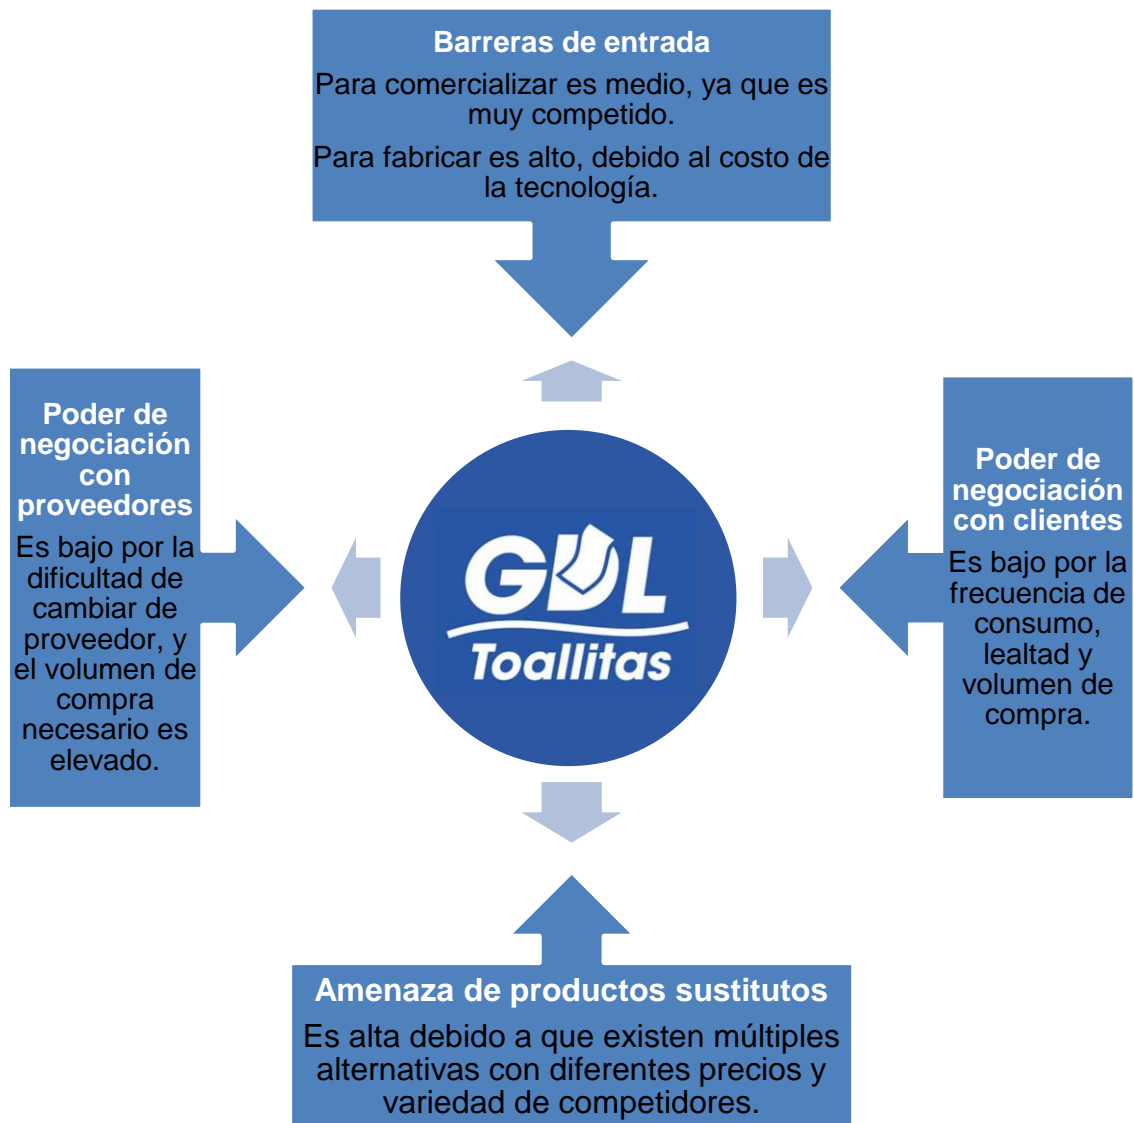 Barreras de entrada
Para comercializar es medio, ya que es
muy competido.
Para fabricar es alto, debido al costo de
la tecnología.
Poder de
negociación
con
proveedores
Es bajo por la
dificultad de
cambiar de
proveedor, y
el volumen de
compra
necesario es
elevado.
GDL
Toallitas
Poder de
negociación
con clientes
Es bajo por la
frecuencia de
consumo,
lealtad y
volumen de
compra.
Amenaza de productos sustitutos
Es alta debido a que existen múltiples
alternativas con diferentes precios y
variedad de competidores.